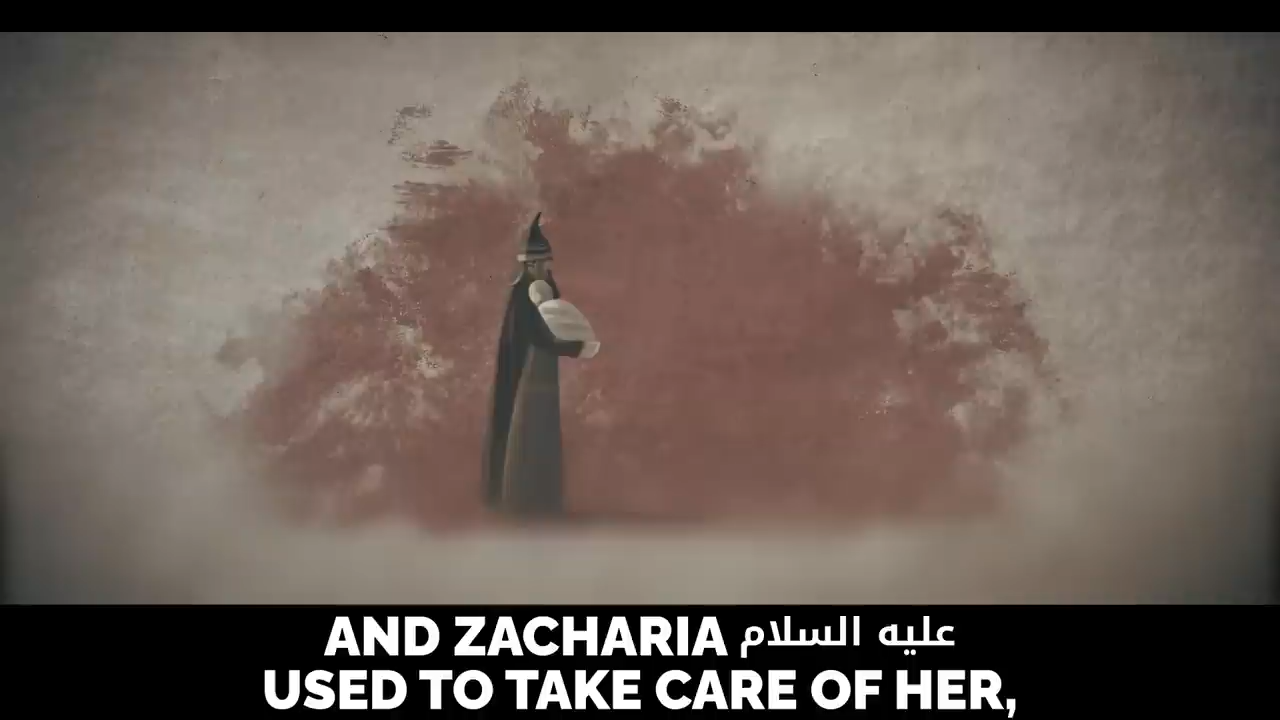 AND ZACHARIA عليه السلام
USED TO TAKE CARE OF HER,